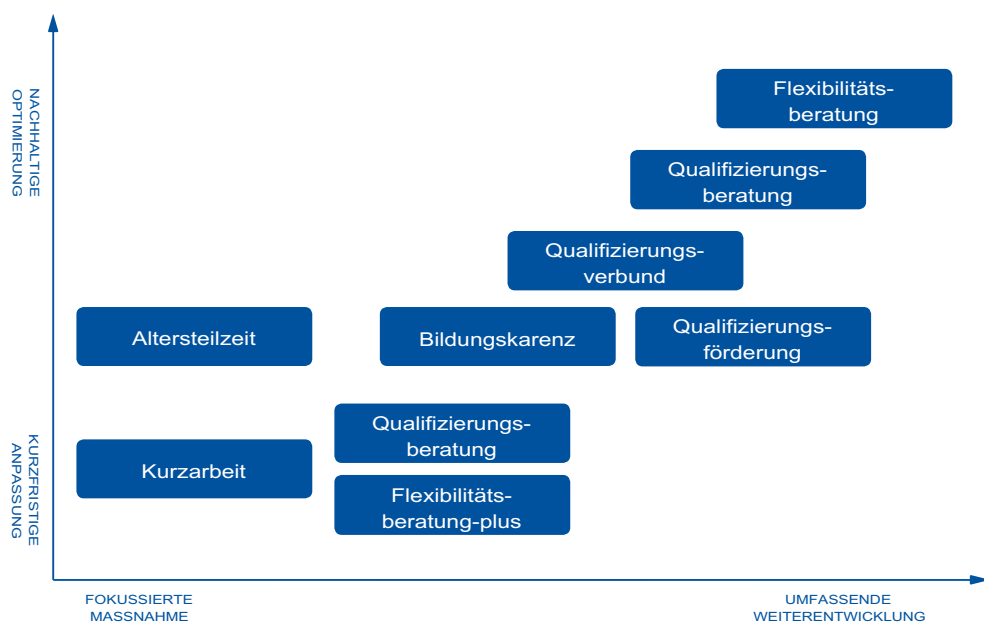 NACHHALTIGE
OPTIMIERUNG
Flexibilitäts-
beratung
Qualifizierungs-
beratung
Qualifizierungs-
verbund
Altersteilzeit
Bildungskarenz
Qualifizierungs-
förderung
KURZFRISTIGE
ANPASSUNG
Kurzarbeit
Qualifizierungs-
beratung
Flexibilitäts-
beratung-plus
FOKUSSIERTE
MASSNAHME
UMFASSENDE
WEITERENTWICKLUNG